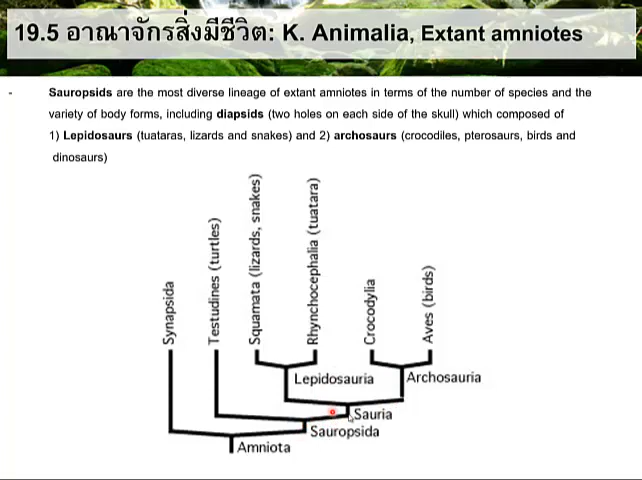 19.5 อาณาจักรสิ่งมีชีวิต: K. Animalia, Extant amniotes
- Sauropsids are the most diverse lineage of extant amniotes in terms of the number of species and the
variety of body forms, including diapsids (two holes on each side of the skull) which composed of
1) Lepidosaurs (tuataras, lizards and snakes) and 2) archosaurs (crocodiles, pterosaurs, birds and
dinosaurs)
Synapsida
Testudines (turtles)
Squamata (lizards, snakes)
Rhynchocephalia (tuatara)
Crocodylia
Aves (birds)
Lepidosauria
Archosauria
Sauria
Sauropsida
Amniota